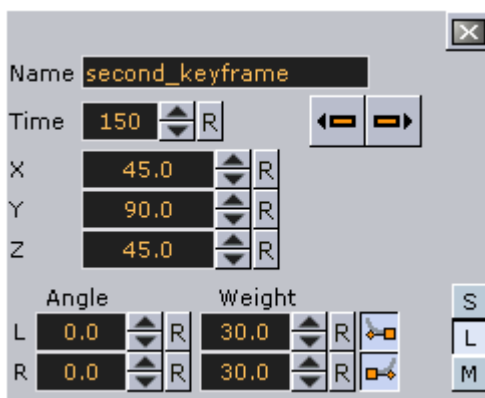 Name second_keyframe
Time 150 R
X 45.0 R
Y 90.0 R
Z 45.0 R
Angle Weight S
L 0.0 R 30.0 R L
R 0.0 R 30.0 R M